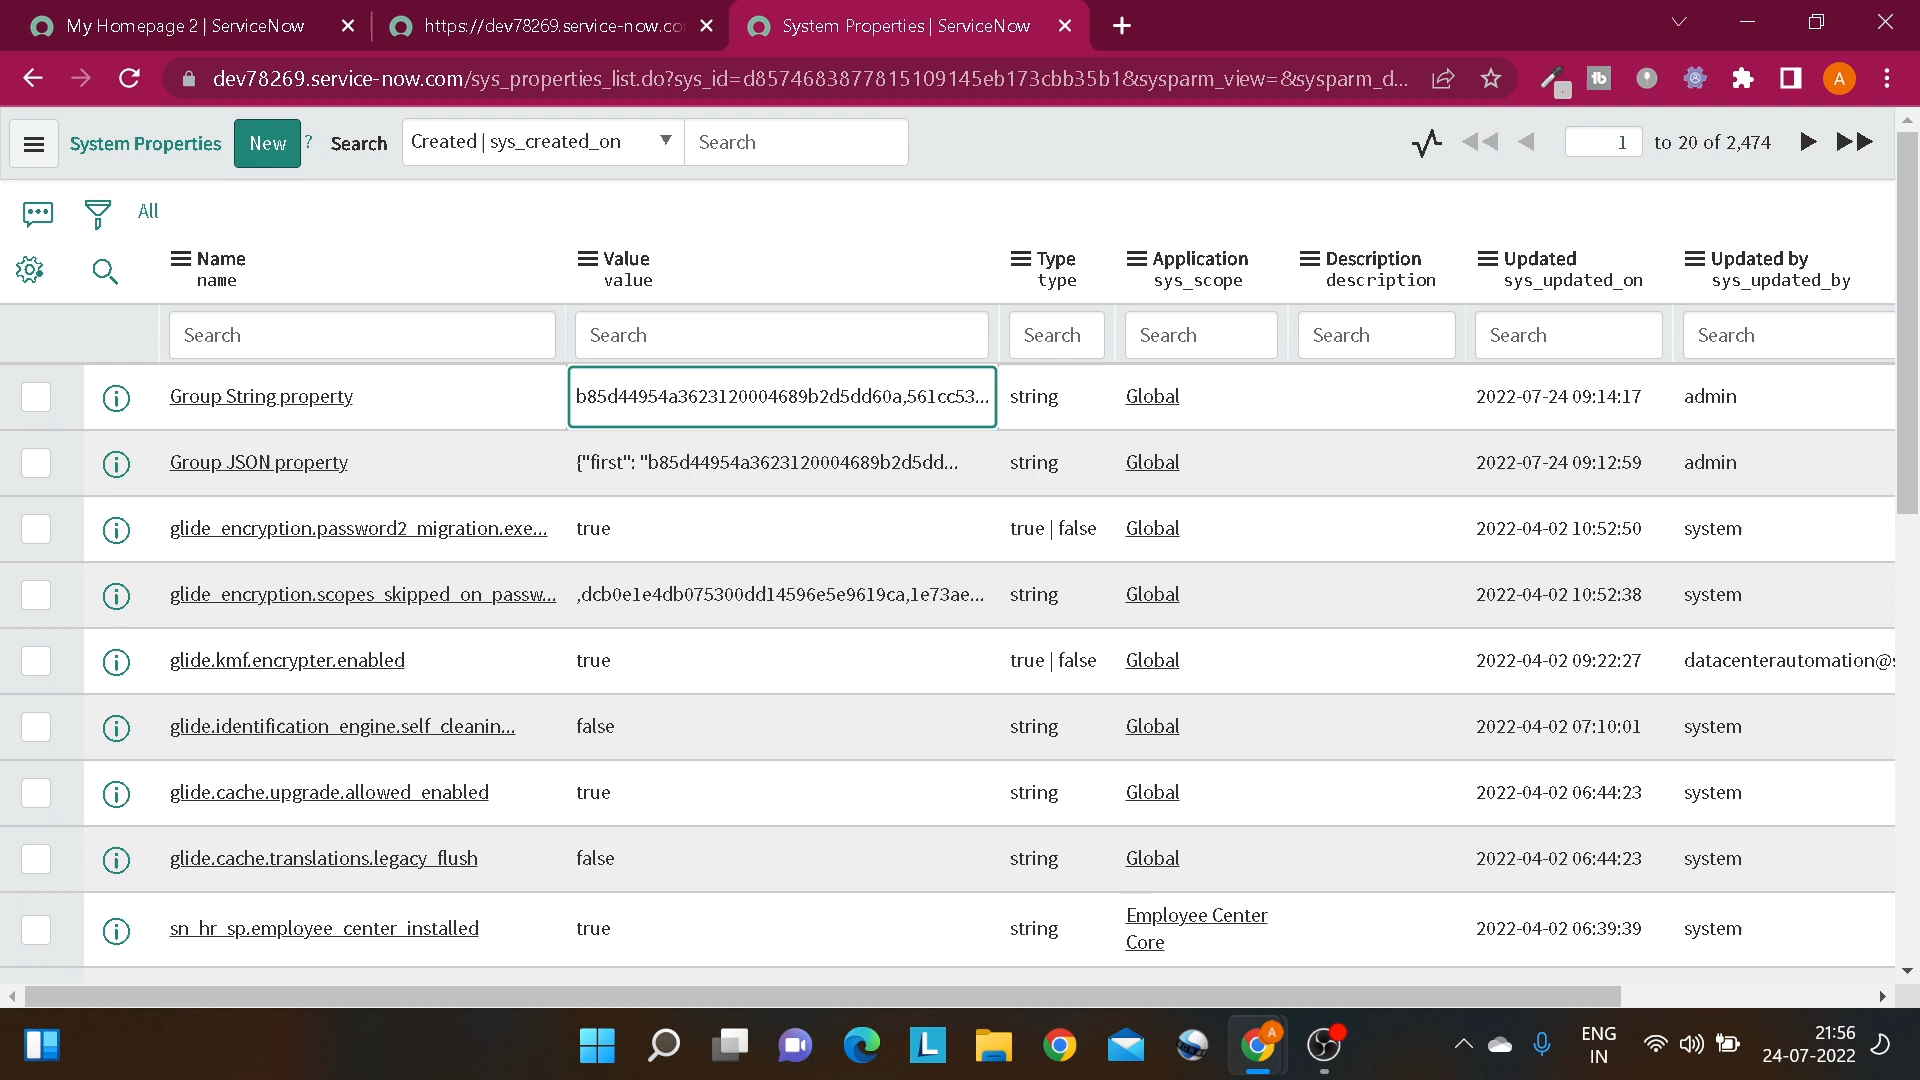 My Homepage 2 | ServiceNow
https://dev78269.service-now.co
System Properties | ServiceNow
dev78269.service-now.com/sys_properties_list.do?sys_id=d8574683877815109145eb173cbb35b1&sysparm_view=&sysparm_d...
A
System Properties New ? Search Created | sys_created_on Search 1 to 20 of 2,474
All
Name Value Type Application Description Updated Updated by
name value type sys_scope description sys_updated_on sys_updated_by
Search Search Search Search Search Search Search
Group String property b85d44954a3623120004689b2d5dd60a,561cc53... string Global 2022-07-24 09:14:17 admin
Group JSON property {"first": "b85d44954a3623120004689b2d5dd... string Global 2022-07-24 09:12:59 admin
glide_encryption.password2_migration.exe... true true | false Global 2022-04-02 10:52:50 system
glide_encryption.scopes_skipped_on_passw... ,dcb0e1e4db075300dd14596e5e9619ca,1e73ae... string Global 2022-04-02 10:52:38 system
glide.kmf.encrypter.enabled true true | false Global 2022-04-02 09:22:27 datacenterautomation@s
glide.identification_engine.self_cleanin... false string Global 2022-04-02 07:10:01 system
glide.cache.upgrade.allowed_enabled true string Global 2022-04-02 06:44:23 system
glide.cache.translations.legacy_flush false string Global 2022-04-02 06:44:23 system
sn_hr_sp.employee_center_installed true string Employee Center Core 2022-04-02 06:39:39 system
L
A
ENG
IN
21:56
24-07-2022